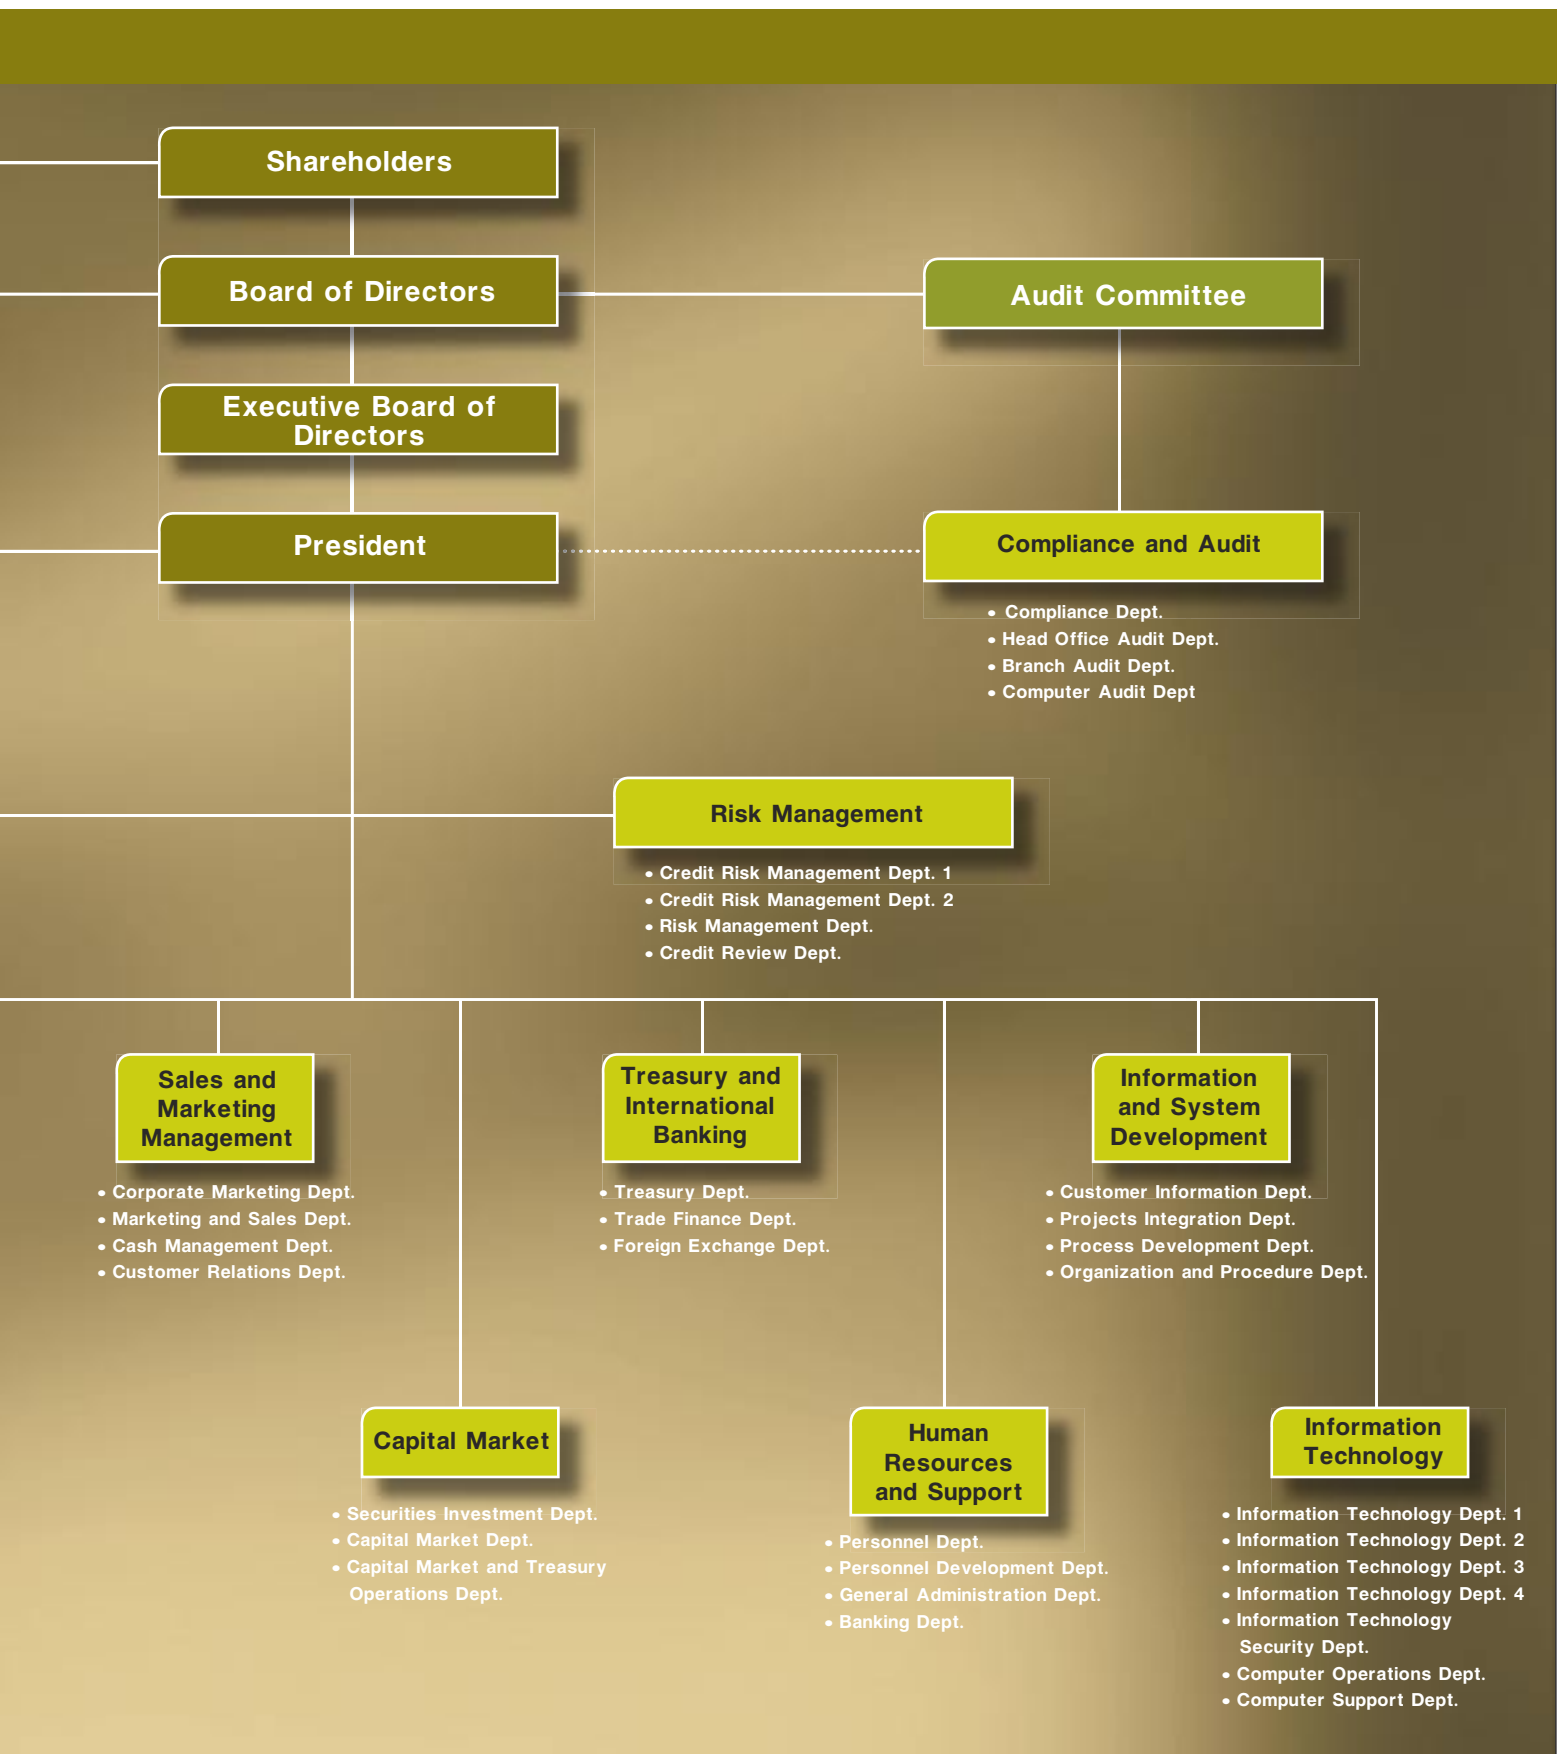 Shareholders
Board of Directors
Audit Committee
Executive Board of
Directors
President
Compliance and Audit
• Compliance Dept.
• Head Office Audit Dept.
• Branch Audit Dept.
• Computer Audit Dept
Risk Management
• Credit Risk Management Dept. 1
• Credit Risk Management Dept. 2
• Risk Management Dept.
• Credit Review Dept.
Sales and
Marketing
Management
• Corporate Marketing Dept.
• Marketing and Sales Dept.
• Cash Management Dept.
• Customer Relations Dept.
Treasury and
International
Banking
• Treasury Dept.
• Trade Finance Dept.
• Foreign Exchange Dept.
Information
and System
Development
• Customer Information Dept.
• Projects Integration Dept.
• Process Development Dept.
• Organization and Procedure Dept.
Capital Market
• Securities Investment Dept.
• Capital Market Dept.
• Capital Market and Treasury
Operations Dept.
Human
Resources
and Support
• Personnel Dept.
• Personnel Development Dept.
• General Administration Dept.
• Banking Dept.
Information
Technology
• Information Technology Dept. 1
• Information Technology Dept. 2
• Information Technology Dept. 3
• Information Technology Dept. 4
• Information Technology
Security Dept.
• Computer Operations Dept.
• Computer Support Dept.